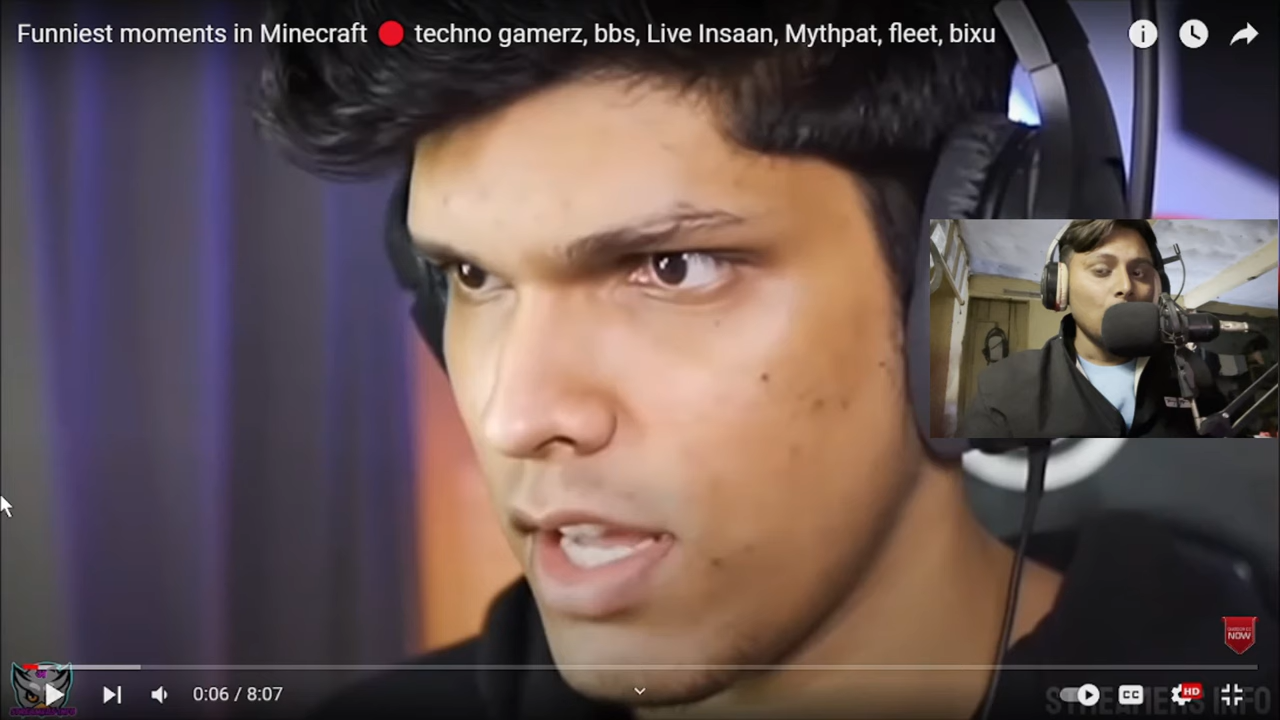 Funniest moments in Minecraft 🔴 techno gamerz, bbs, Live Insaan, Mythpat, fleet, bixu
0:06 / 8:07
CC
HD
NOW
STREAMERS INFO